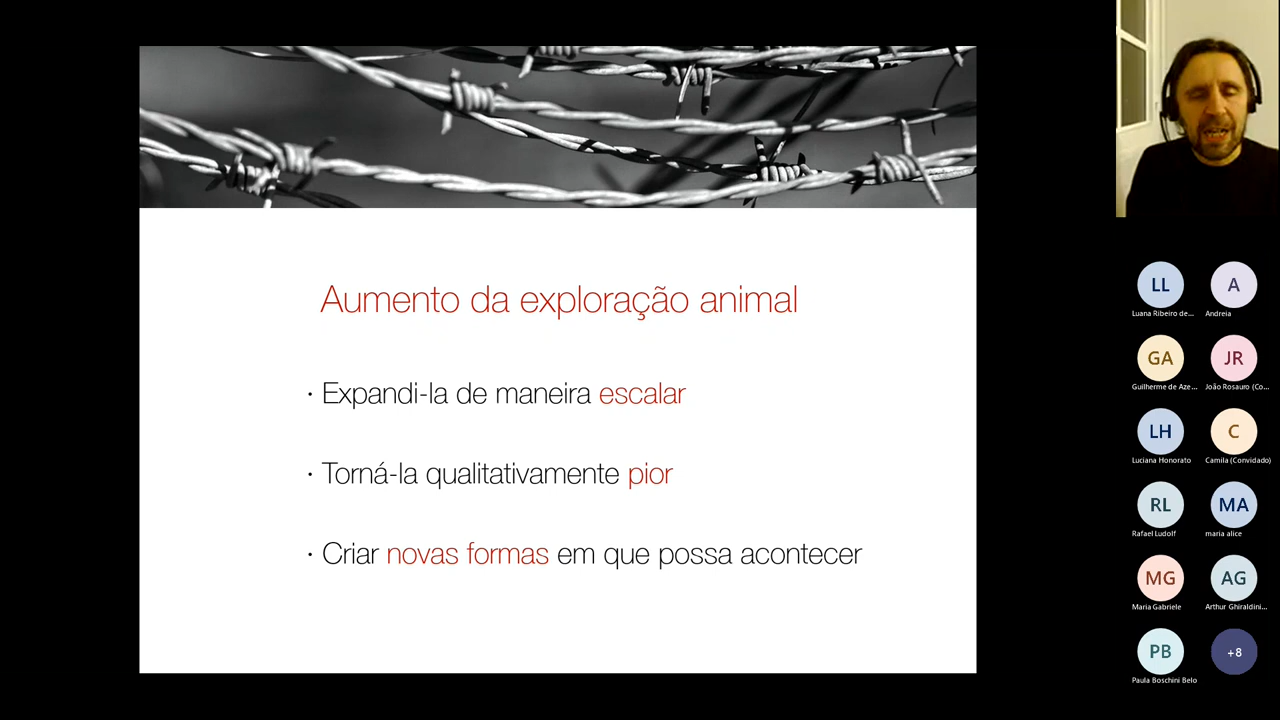 Aumento da exploração animal
· Expandi-la de maneira escalar
· Torná-la qualitativamente pior
· Criar novas formas em que possa acontecer
LL
A
Luana Ribeiro de...
Andreia
GA
JR
Guilherme de Aze...
João Rosauro (Co...
LH
C
Luciana Honorato
Camila (Convidado)
RL
MA
Rafael Ludolf
maria alice
MG
AG
Maria Gabriele
Arthur Ghiraldini...
PB
+8
Paula Boschini Belo